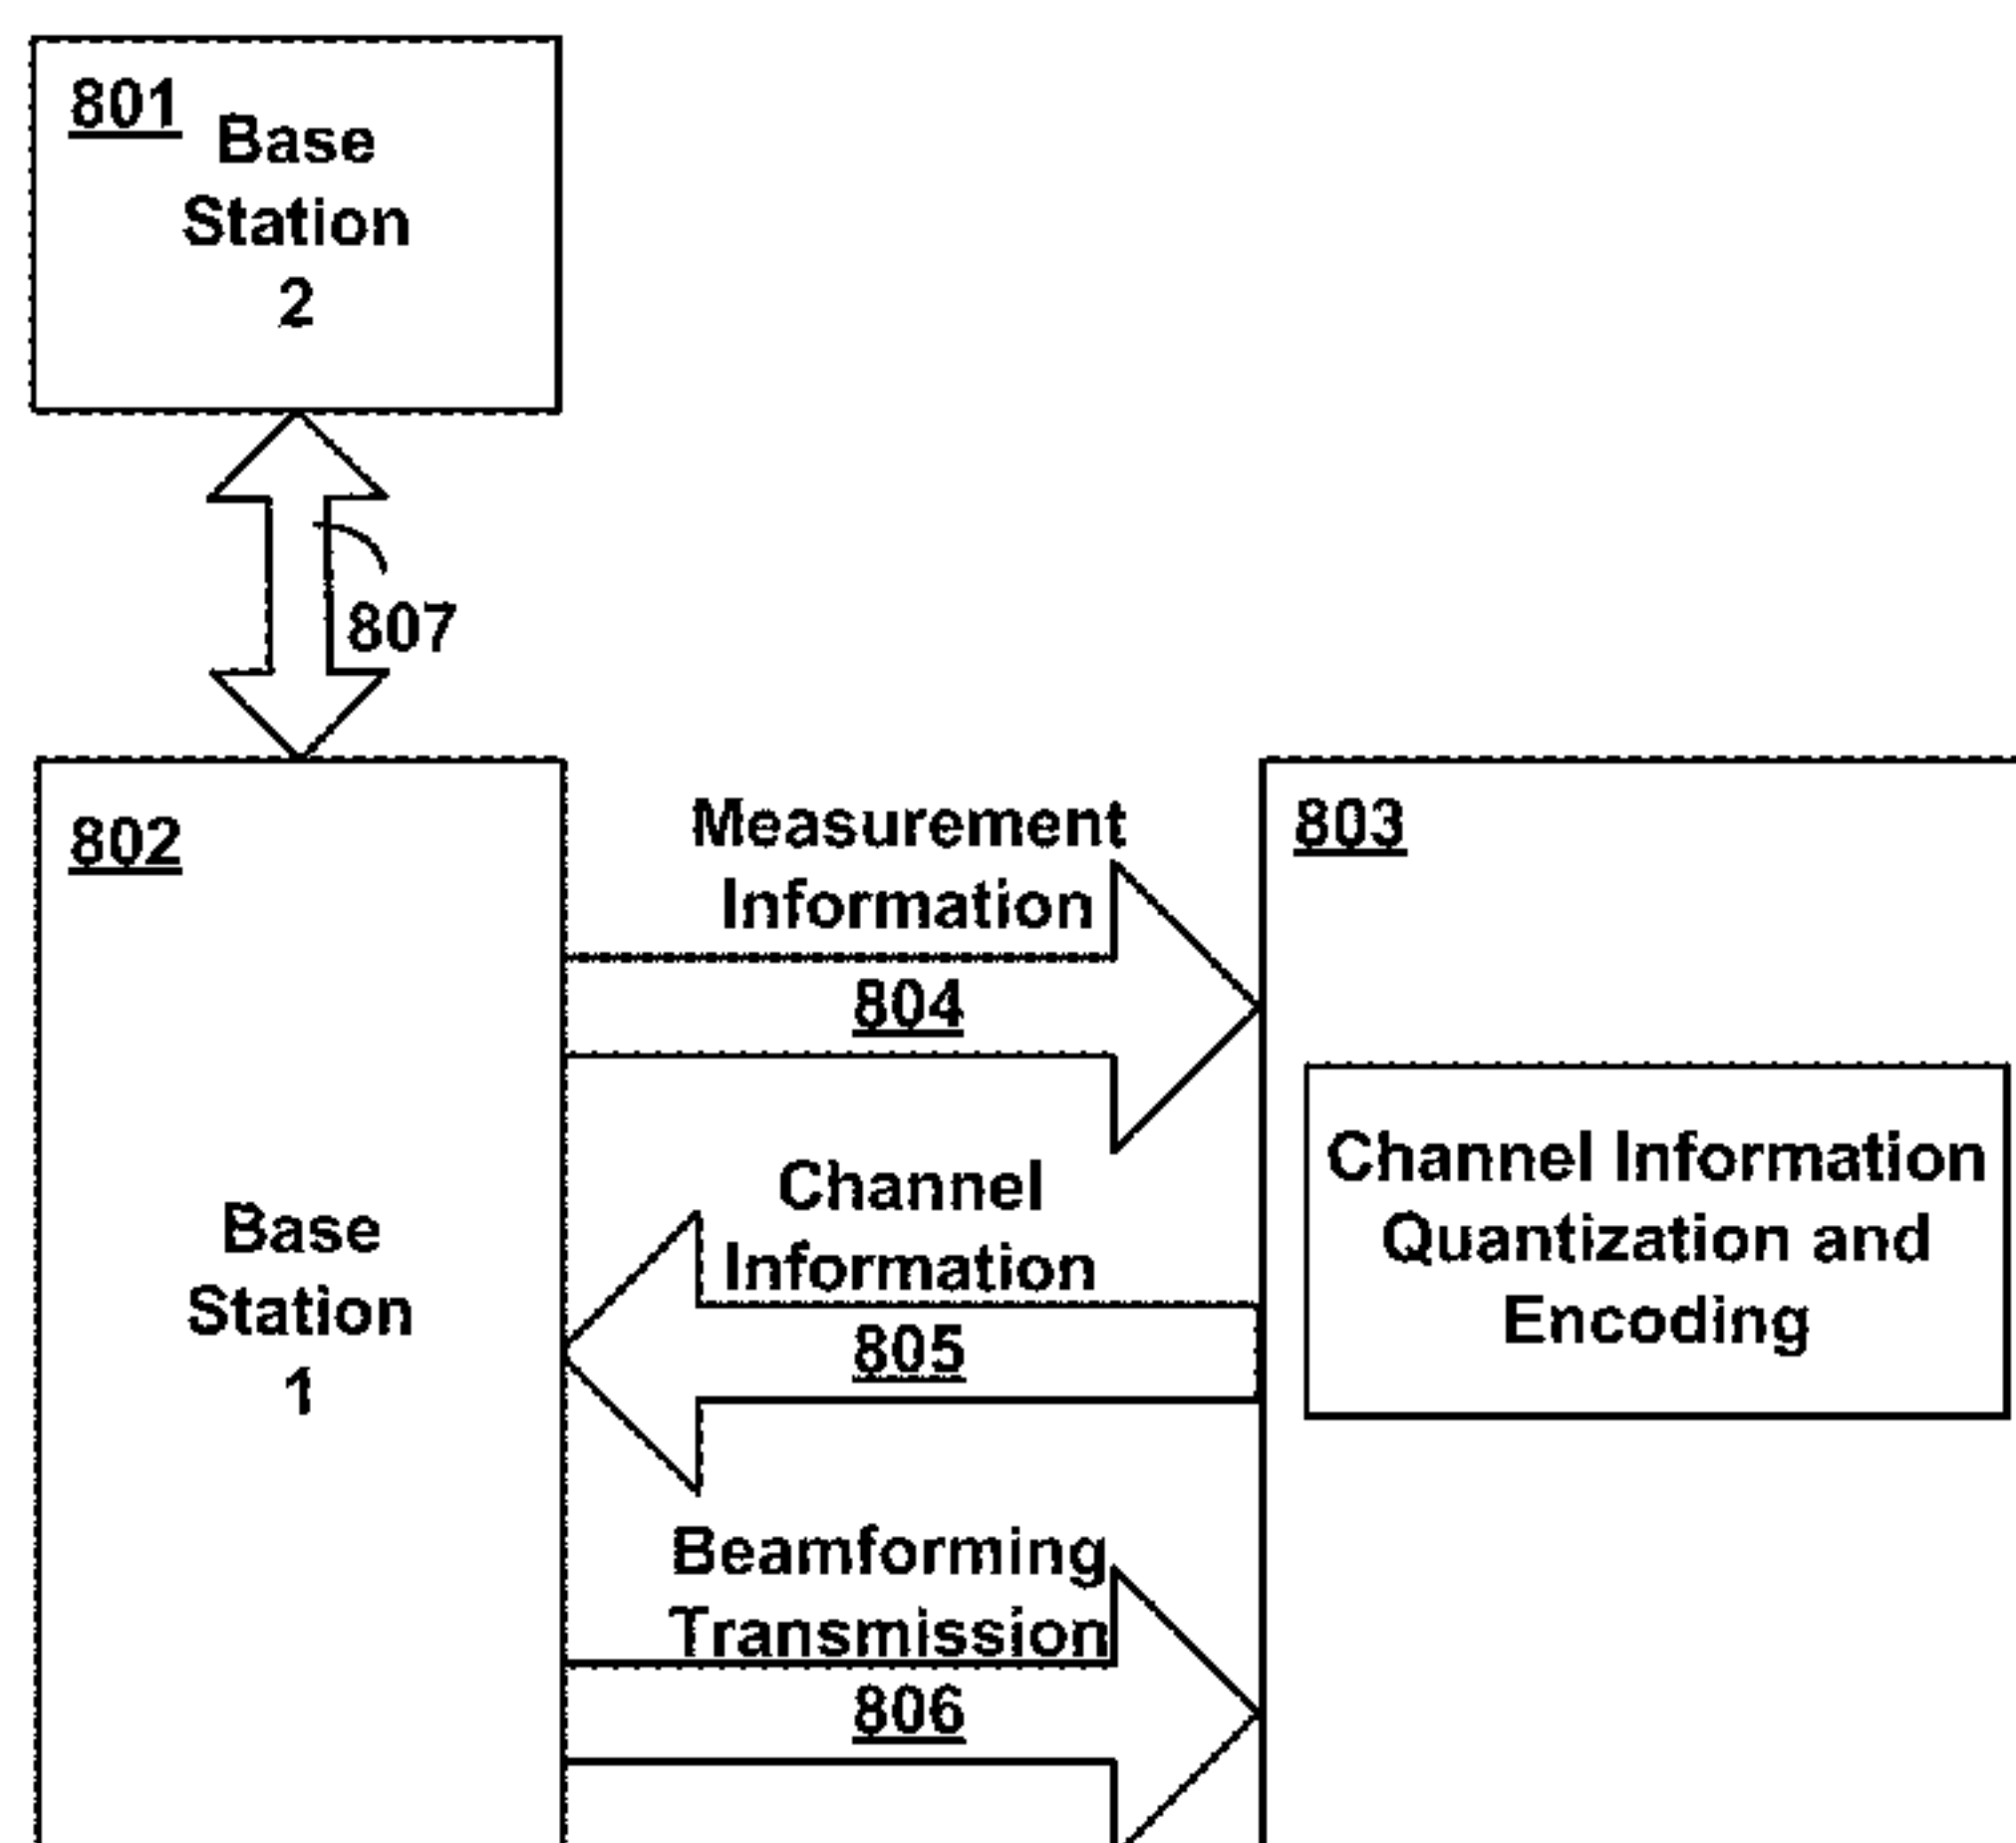 801
Base
Station
2
807
802
Base
Station
1
Measurement
Information
804
Channel
Information
805
Beamforming
Transmission
806
803
Channel Information
Quantization and
Encoding